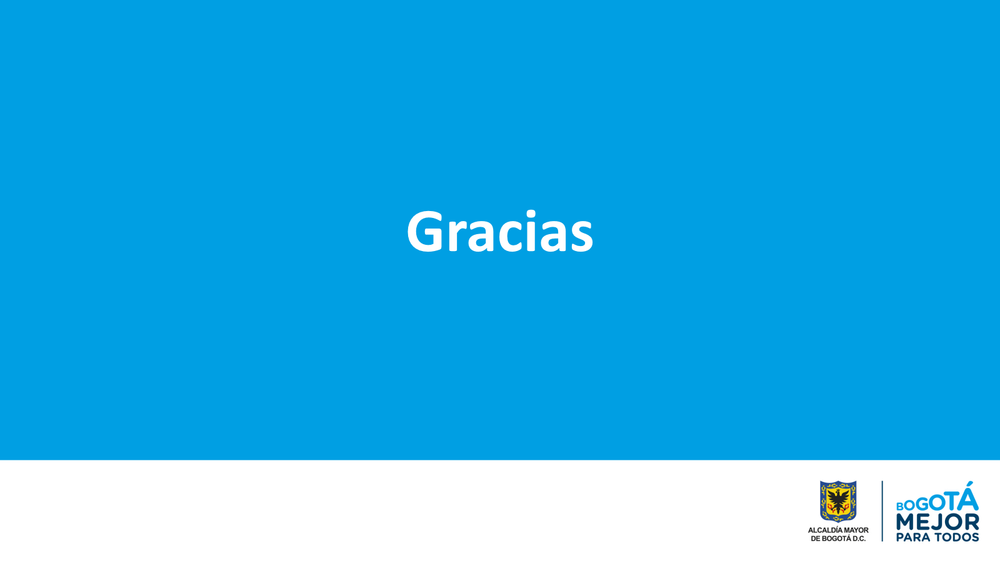 Gracias
ALCALDÍA MAYOR
DE BOGOTÁ D.C.
BOGOTÁ
MEJOR
PARA TODOS